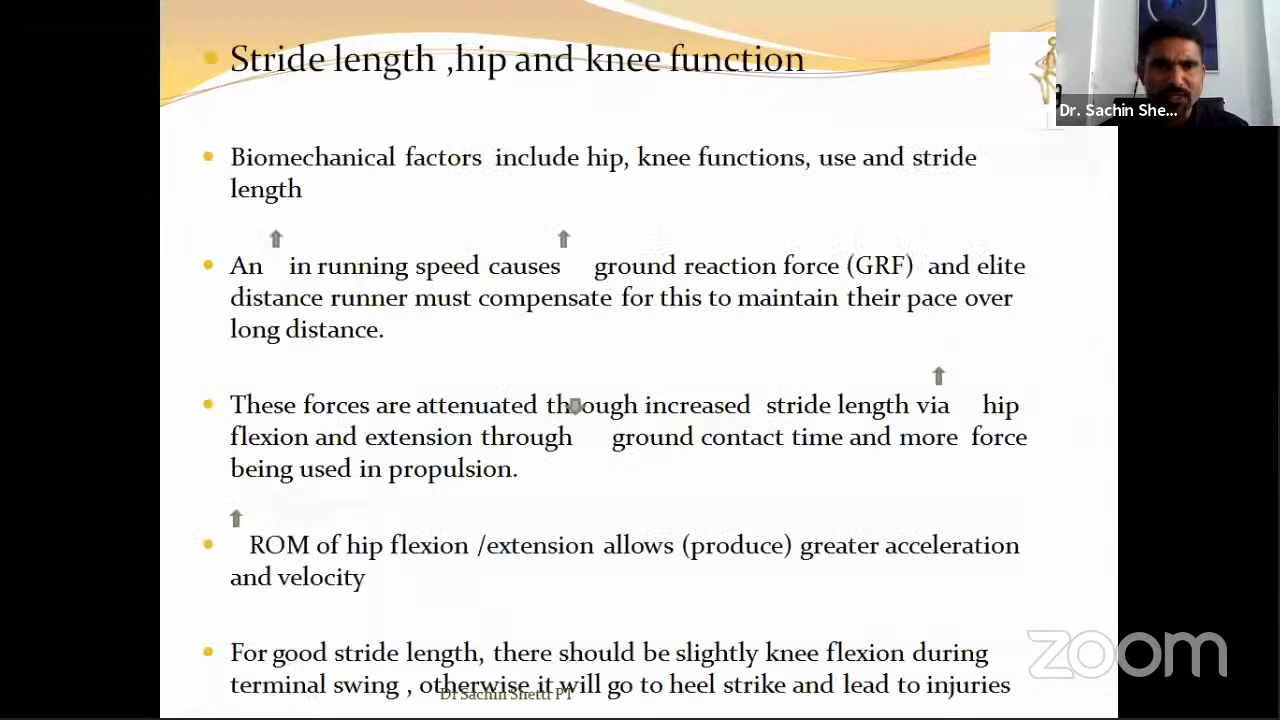 Stride length ,hip and knee function
Dr. Sachin She...
Biomechanical factors include hip, knee functions, use and stride
length
An in running speed causes ground reaction force (GRF) and elite
distance runner must compensate for this to maintain their pace over
long distance.
These forces are attenuated through increased stride length via hip
flexion and extension through ground contact time and more force
being used in propulsion.
ROM of hip flexion /extension allows (produce) greater acceleration
and velocity
For good stride length, there should be slightly knee flexion during
terminal swing , otherwise it will go to heel strike and lead to injuries
Dr Sachin Shetti PT
zoom